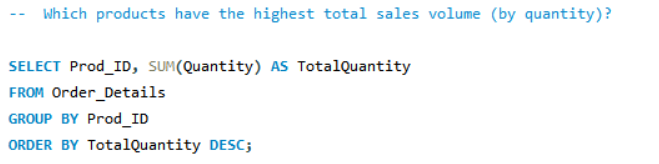 -- Which products have the highest total sales volume (by quantity)?
SELECT Prod_ID, SUM(Quantity) AS TotalQuantity
FROM Order_Details
GROUP BY Prod_ID
ORDER BY TotalQuantity DESC;